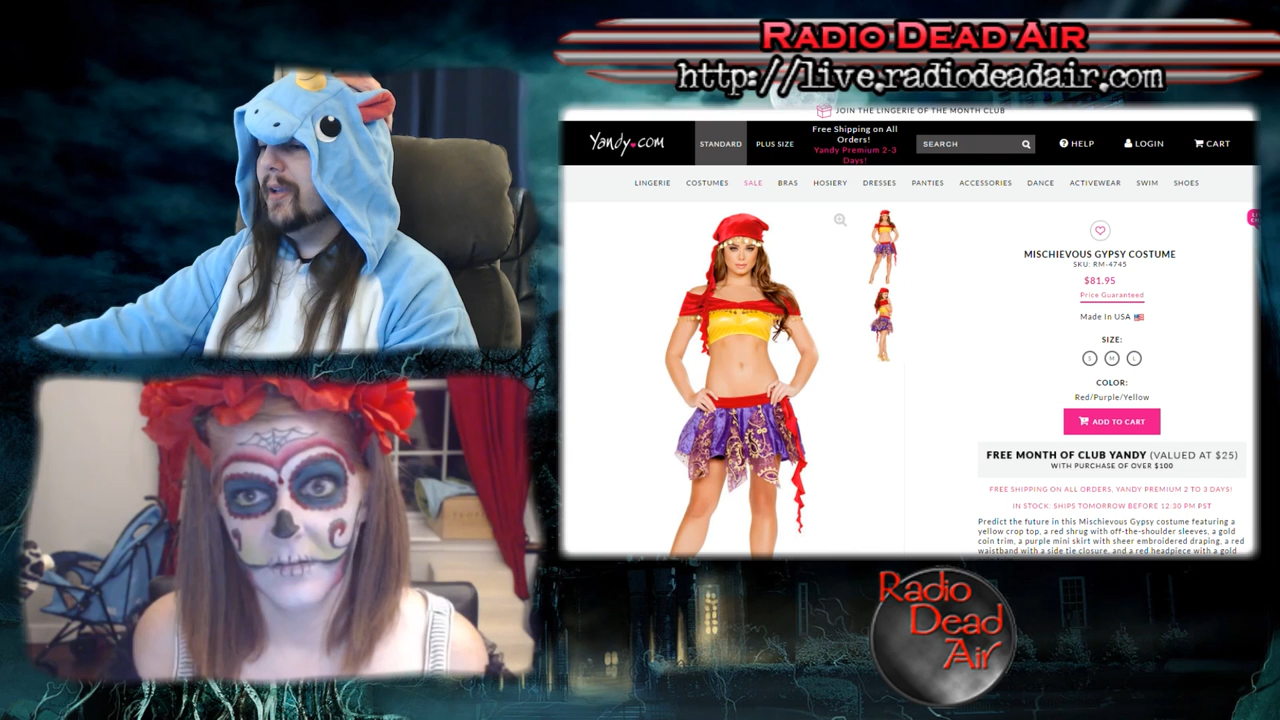 RADIO DEAD AIR
http://live.radiodeadair.com
JOIN THE LINGERIE OF THE MONTH CLUB
Yandy.com
STANDARD
PLUS SIZE
Free Shipping on All
Orders!
Yandy Premium 2-3
Days!
SEARCH
HELP
LOGIN
CART
LINGERIE COSTUMES SALE BRAS HOSIERY DRESSES PANTIES ACCESSORIES DANCE ACTIVEWEAR SWIM SHOES
MISCHIEVOUS GYPSY COSTUME
SKU: RM-4745
$81.95
Price Guaranteed
Made In USA
SIZE:
S M L
COLOR:
Red/Purple/Yellow
ADD TO CART
FREE MONTH OF CLUB YANDY (VALUED AT $25)
WITH PURCHASE OF OVER $100
FREE SHIPPING ON ALL ORDERS, YANDY PREMIUM 2 TO 3 DAYS!
IN STOCK: SHIPS TOMORROW BEFORE 12:30 PM PST
Predict the future in this Mischievous Gypsy costume featuring a
yellow crop top, a red shrug with off-the-shoulder sleeves, a gold
coin trim, a purple mini skirt with sheer embroidered draping, a red
waistband with a side tie closure, and a red headpiece with a gold
Radio
Dead
Air